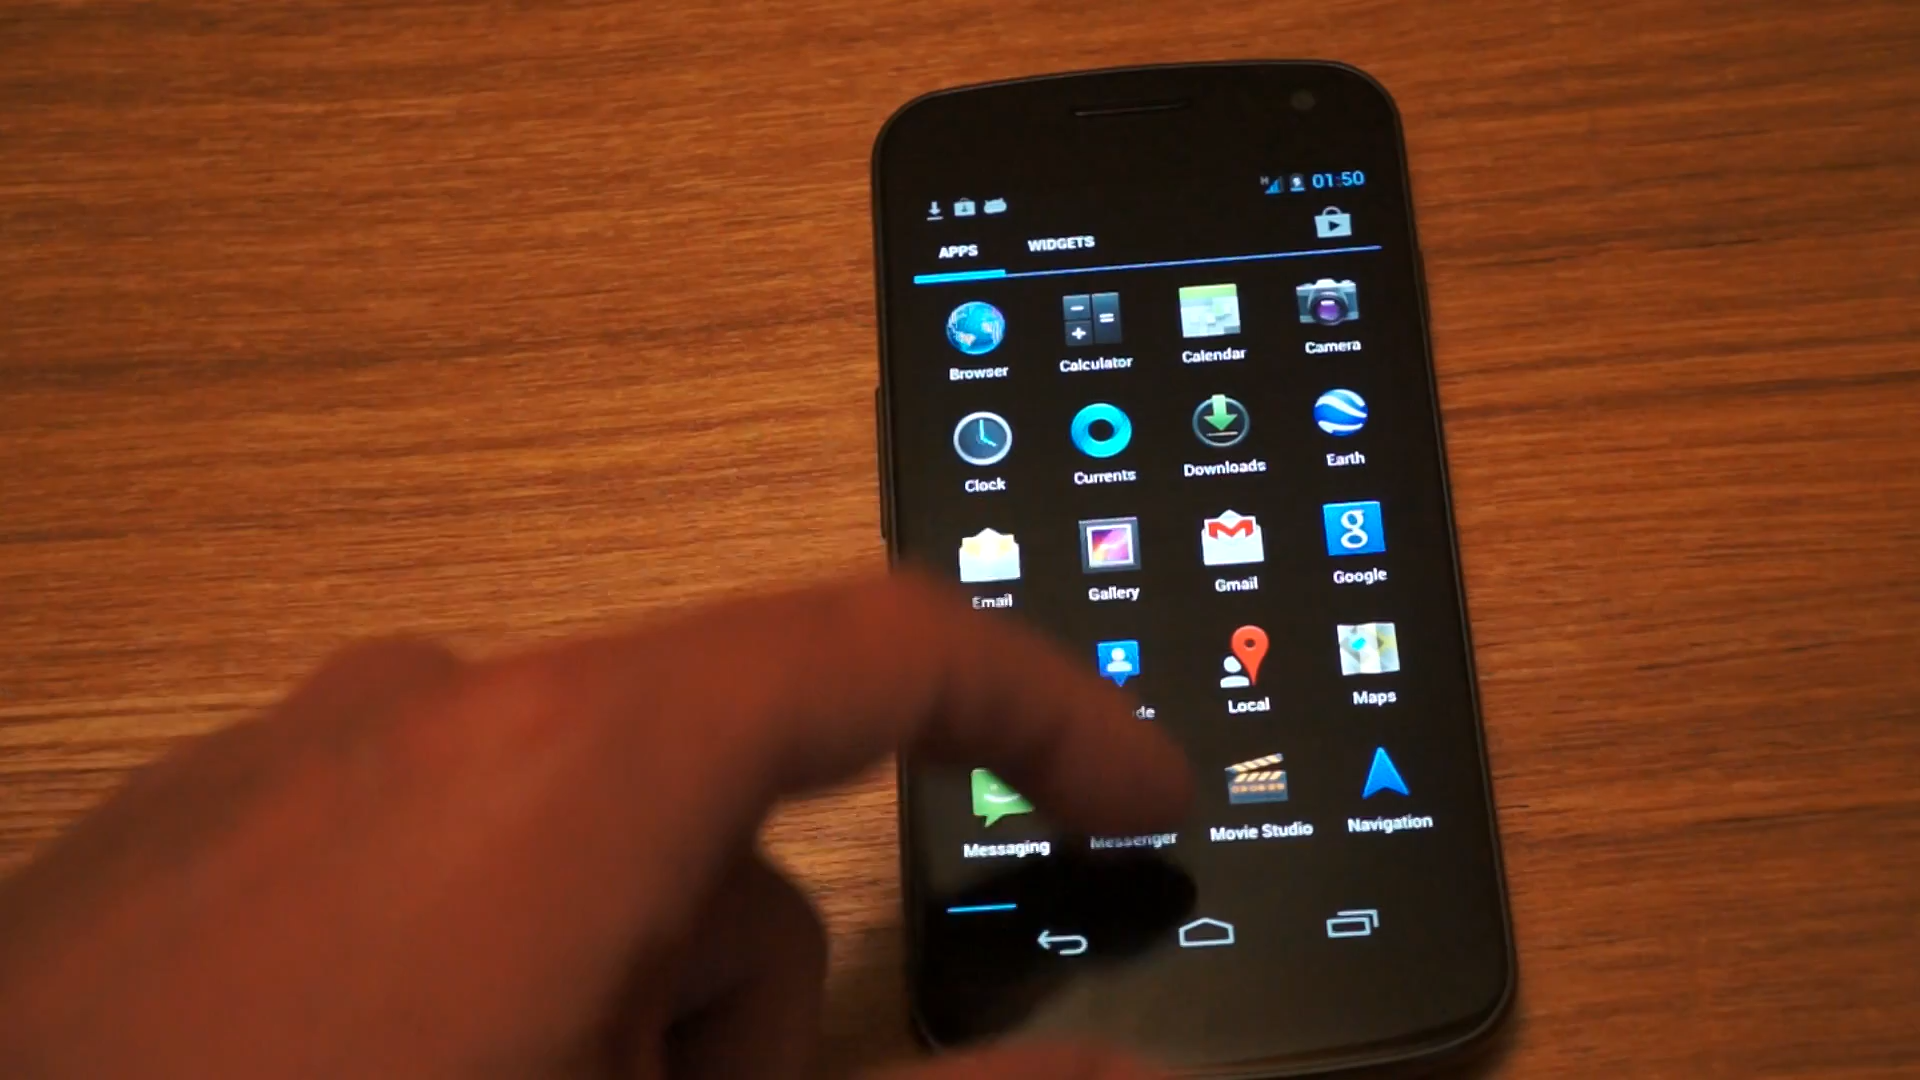 01:50
APPS WIDGETS
Browser Calculator Calendar Camera
Clock Currents Downloads Earth
Email Gallery Gmail Google
g
de Local Maps
Messaging Messenger Movie Studio Navigation